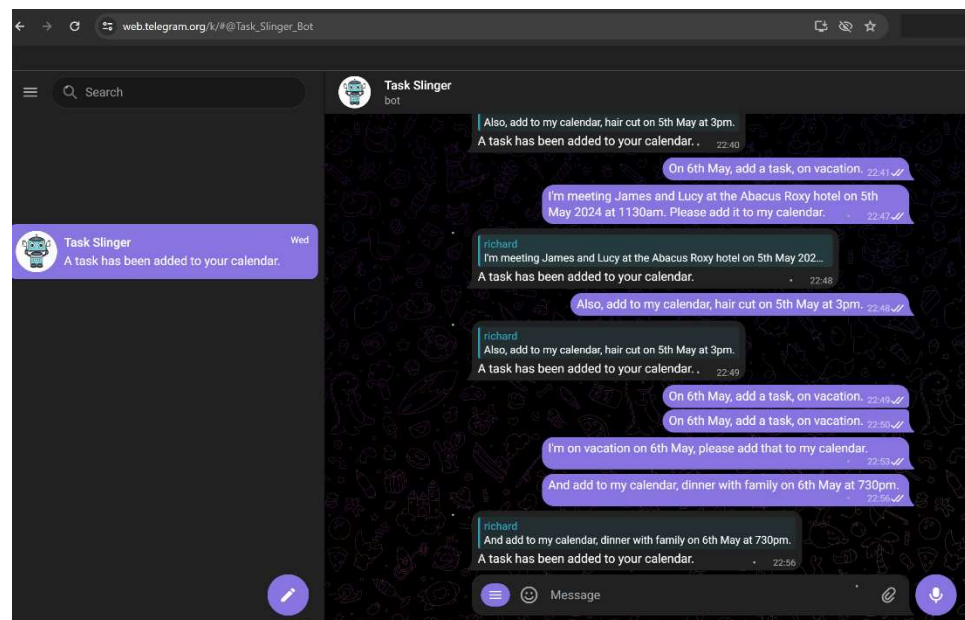 web.telegram.org/k/#@Task_Slinger_Bot
Search
Task Slinger
bot
Task Slinger Wed
A task has been added to your calendar.
Also, add to my calendar, hair cut on 5th May at 3pm.
A task has been added to your calendar. . 22:40
On 6th May, add a task, on vacation. 22:41
I'm meeting James and Lucy at the Abacus Roxy hotel on 5th
May 2024 at 1130am. Please add it to my calendar. 22:47
richard
I'm meeting James and Lucy at the Abacus Roxy hotel on 5th May 202...
A task has been added to your calendar. 22:48
Also, add to my calendar, hair cut on 5th May at 3pm. 22:48
richard
Also, add to my calendar, hair cut on 5th May at 3pm.
A task has been added to your calendar. . 22:49
On 6th May, add a task, on vacation. 22:49
On 6th May, add a task, on vacation. 22:50
I'm on vacation on 6th May, please add that to my calendar.
22:53
And add to my calendar, dinner with family on 6th May at 730pm.
22:56
richard
And add to my calendar, dinner with family on 6th May at 730pm.
A task has been added to your calendar. 22:56
Message